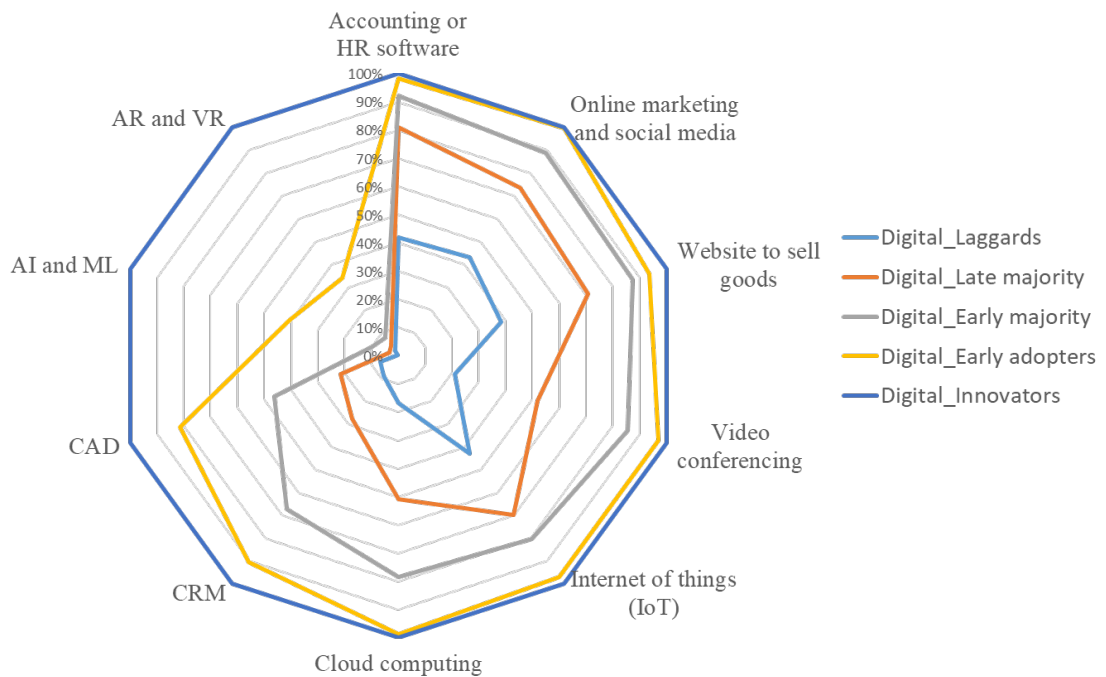 Accounting or
HR software
100%
90%
80%
70%
60%
50%
40%
30%
20%
10%
0%
Online marketing
and social media
Website to sell
goods
Video
conferencing
Internet of things
(IoT)
Cloud computing
CRM
CAD
AI and ML
AR and VR
Digital_Laggards
Digital_Late majority
Digital_Early majority
Digital_Early adopters
Digital_Innovators